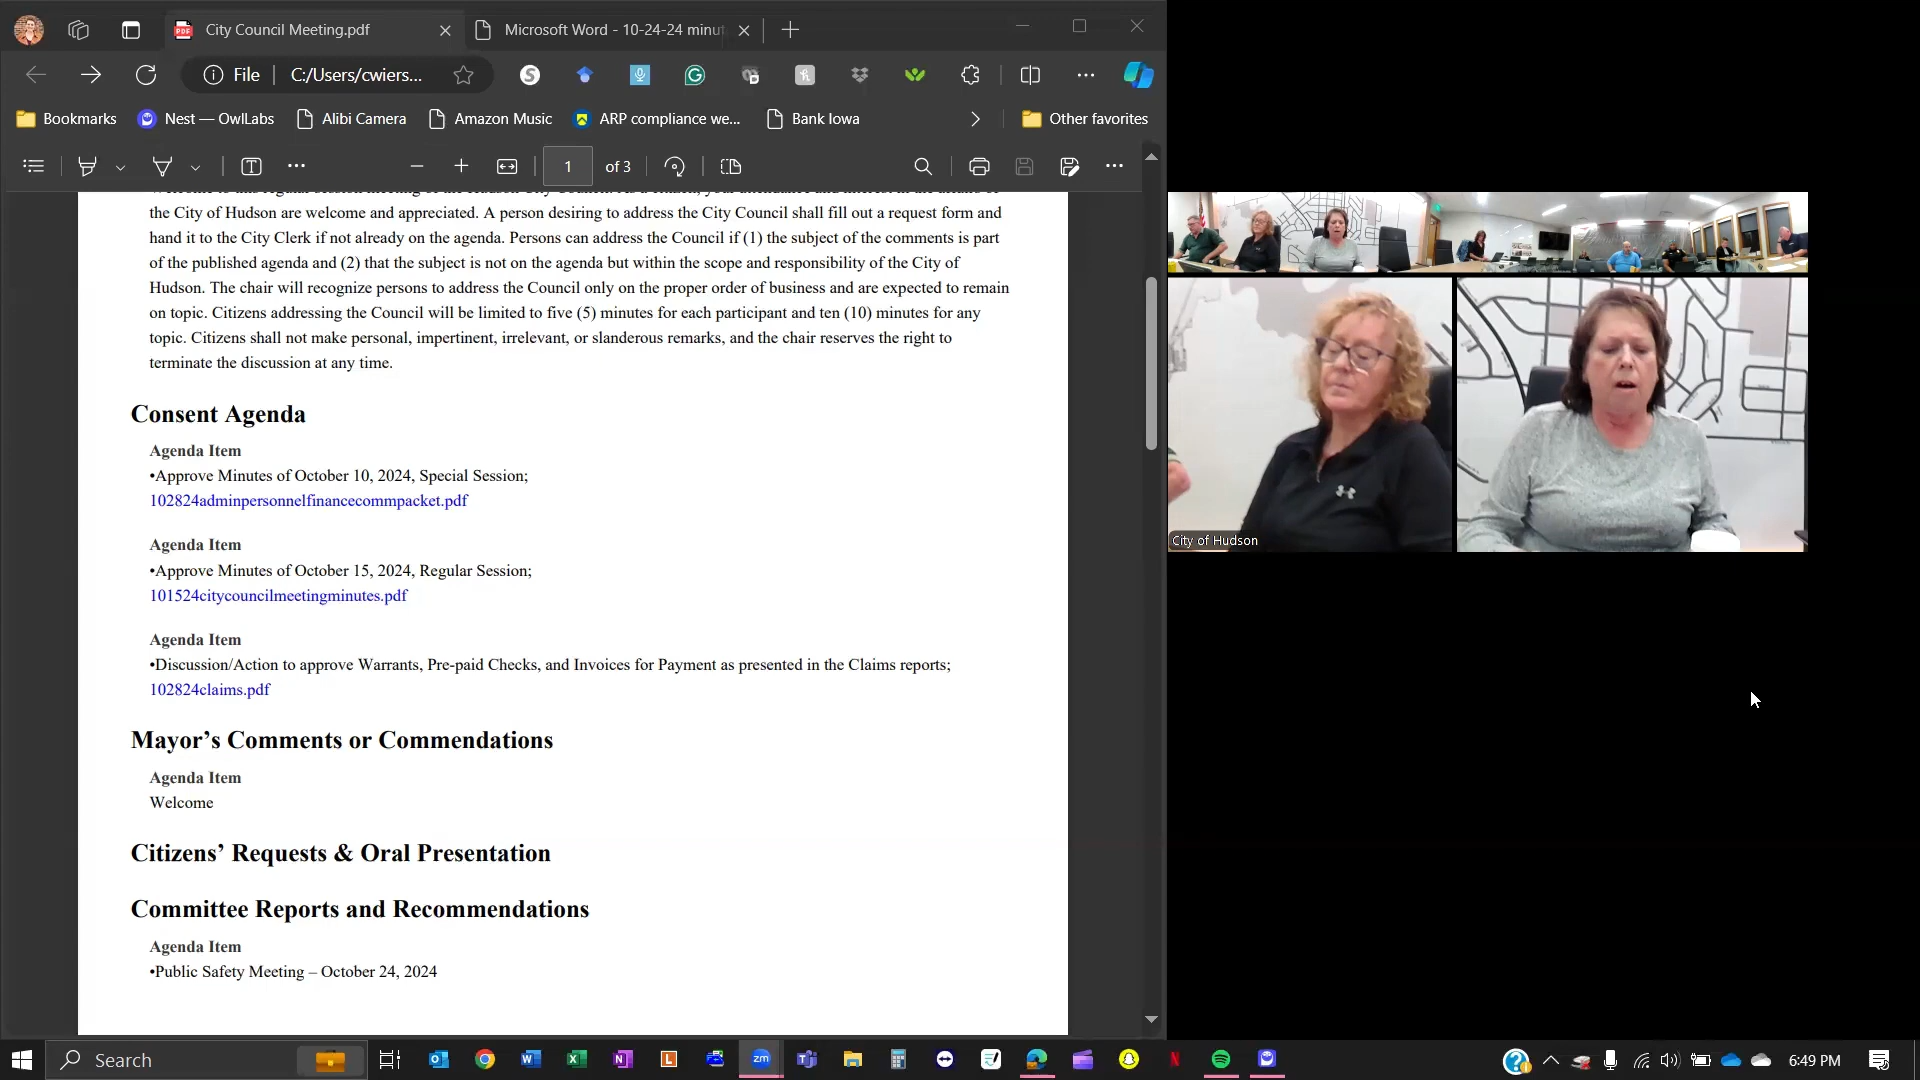 City Council Meeting.pdf
Microsoft Word - 10-24-24 minut
File
C:/Users/cwiers...
Bookmarks
Nest — OwlLabs
Alibi Camera
Amazon Music
ARP compliance we...
Bank Iowa
Other favorites
1 of 3
the City of Hudson are welcome and appreciated. A person desiring to address the City Council shall fill out a request form and
hand it to the City Clerk if not already on the agenda. Persons can address the Council if (1) the subject of the comments is part
of the published agenda and (2) that the subject is not on the agenda but within the scope and responsibility of the City of
Hudson. The chair will recognize persons to address the Council only on the proper order of business and are expected to remain
on topic. Citizens addressing the Council will be limited to five (5) minutes for each participant and ten (10) minutes for any
topic. Citizens shall not make personal, impertinent, irrelevant, or slanderous remarks, and the chair reserves the right to
terminate the discussion at any time.
Consent Agenda
Agenda Item
•Approve Minutes of October 10, 2024, Special Session;
102824adminpersonnelfinancecommpacket.pdf
Agenda Item
•Approve Minutes of October 15, 2024, Regular Session;
101524citycouncilmeetingminutes.pdf
Agenda Item
•Discussion/Action to approve Warrants, Pre-paid Checks, and Invoices for Payment as presented in the Claims reports;
102824claims.pdf
Mayor’s Comments or Commendations
Agenda Item
Welcome
Citizens’ Requests & Oral Presentation
Committee Reports and Recommendations
Agenda Item
•Public Safety Meeting – October 24, 2024
City of Hudson
Search
zm
6:49 PM